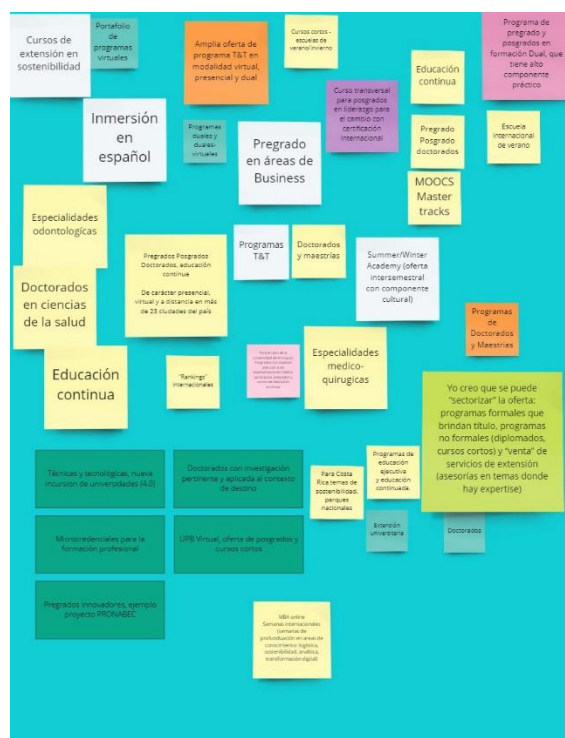 Cursos de
extensión en
sostenibilidad
Portafolio
de
programas
virtuales
Amplia oferta de
programa T&T en
modalidad virtual,
presencial y dual
Cursos cortos -
escuelas de
verano/invierno
Programa de
pregrado y
posgrados en
formación Dual, que
tiene alto
componente
práctico
Educación
continua
Curso transversal
para posgrados en
liderazgo para
el cambio con
certificación
internacional
Inmersión
en
español
Programas
duales y
duales-
virtuales
Pregrado
en áreas de
Business
Pregrado
Posgrado
doctorados
Escuela
internacional
de verano
MOOCS
Master
tracks
Especialidades
odontologícas
Pregrados Posgrados
Doctorados, educación
continue
De carácter presencial,
virtual y a distancia en más
de 23 ciudades del país
Programas
T&T
Doctorados
y maestrías
Summer/Winter
Academy (oferta
intersemestral
con componente
cultural)
Doctorados
en ciencias
de la salud
Programas
de
Doctorados
y Maestrias
Educación
continua
"Rankings"
internacionales
Especialidades
medico-
quirugicas
Yo creo que se puede
"sectorizar" la oferta:
programas formales que
brindan título, programas
no formales (diplomados,
cursos cortos) y "venta" de
servicios de extensión
(asesorías en temas donde
hay expertise)
Técnicas y tecnológicas, nueva
incursion de universidades (4.0)
Doctorados con investigación
pertinente y aplicada al contexto
de destino
Para Costa
Rica temas de
sostenibilidad,
parques
nacionales
Programas de
educación
ejecutiva
y educación
continuada.
Microcredenciales para la
formación profesional
UPB Virtual, oferta de posgrados y
cursos cortos
Extensión
universitaria
Doctorados
Pregrados innovadores, ejemplo
proyecto PRONABEC
MBA online
Semanas internacionales
(semanas de
profundización en areas de
conocimiento: logística,
sostenibilidad, analítica,
transformación digital)